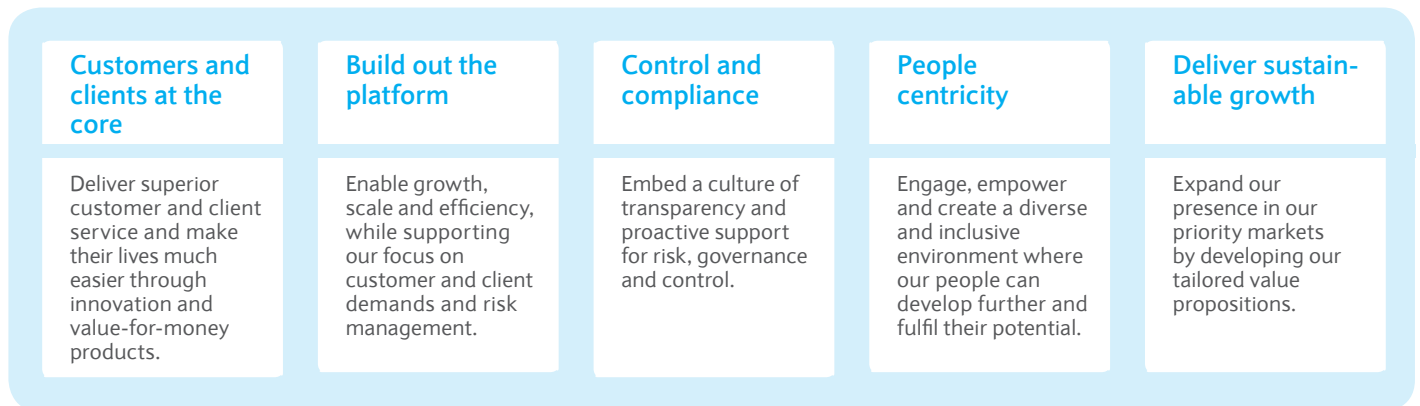 Customers and
clients at the
core
Deliver superior
customer and client
service and make
their lives much
easier through
innovation and
value-for-money
products.
Build out the
platform
Enable growth,
scale and efficiency,
while supporting
our focus on
customer and client
demands and risk
management.
Control and
compliance
Embed a culture of
transparency and
proactive support
for risk, governance
and control.
People
centricity
Engage, empower
and create a diverse
and inclusive
environment where
our people can
develop further and
fulfil their potential.
Deliver sustain-
able growth
Expand our
presence in our
priority markets
by developing our
tailored value
propositions.